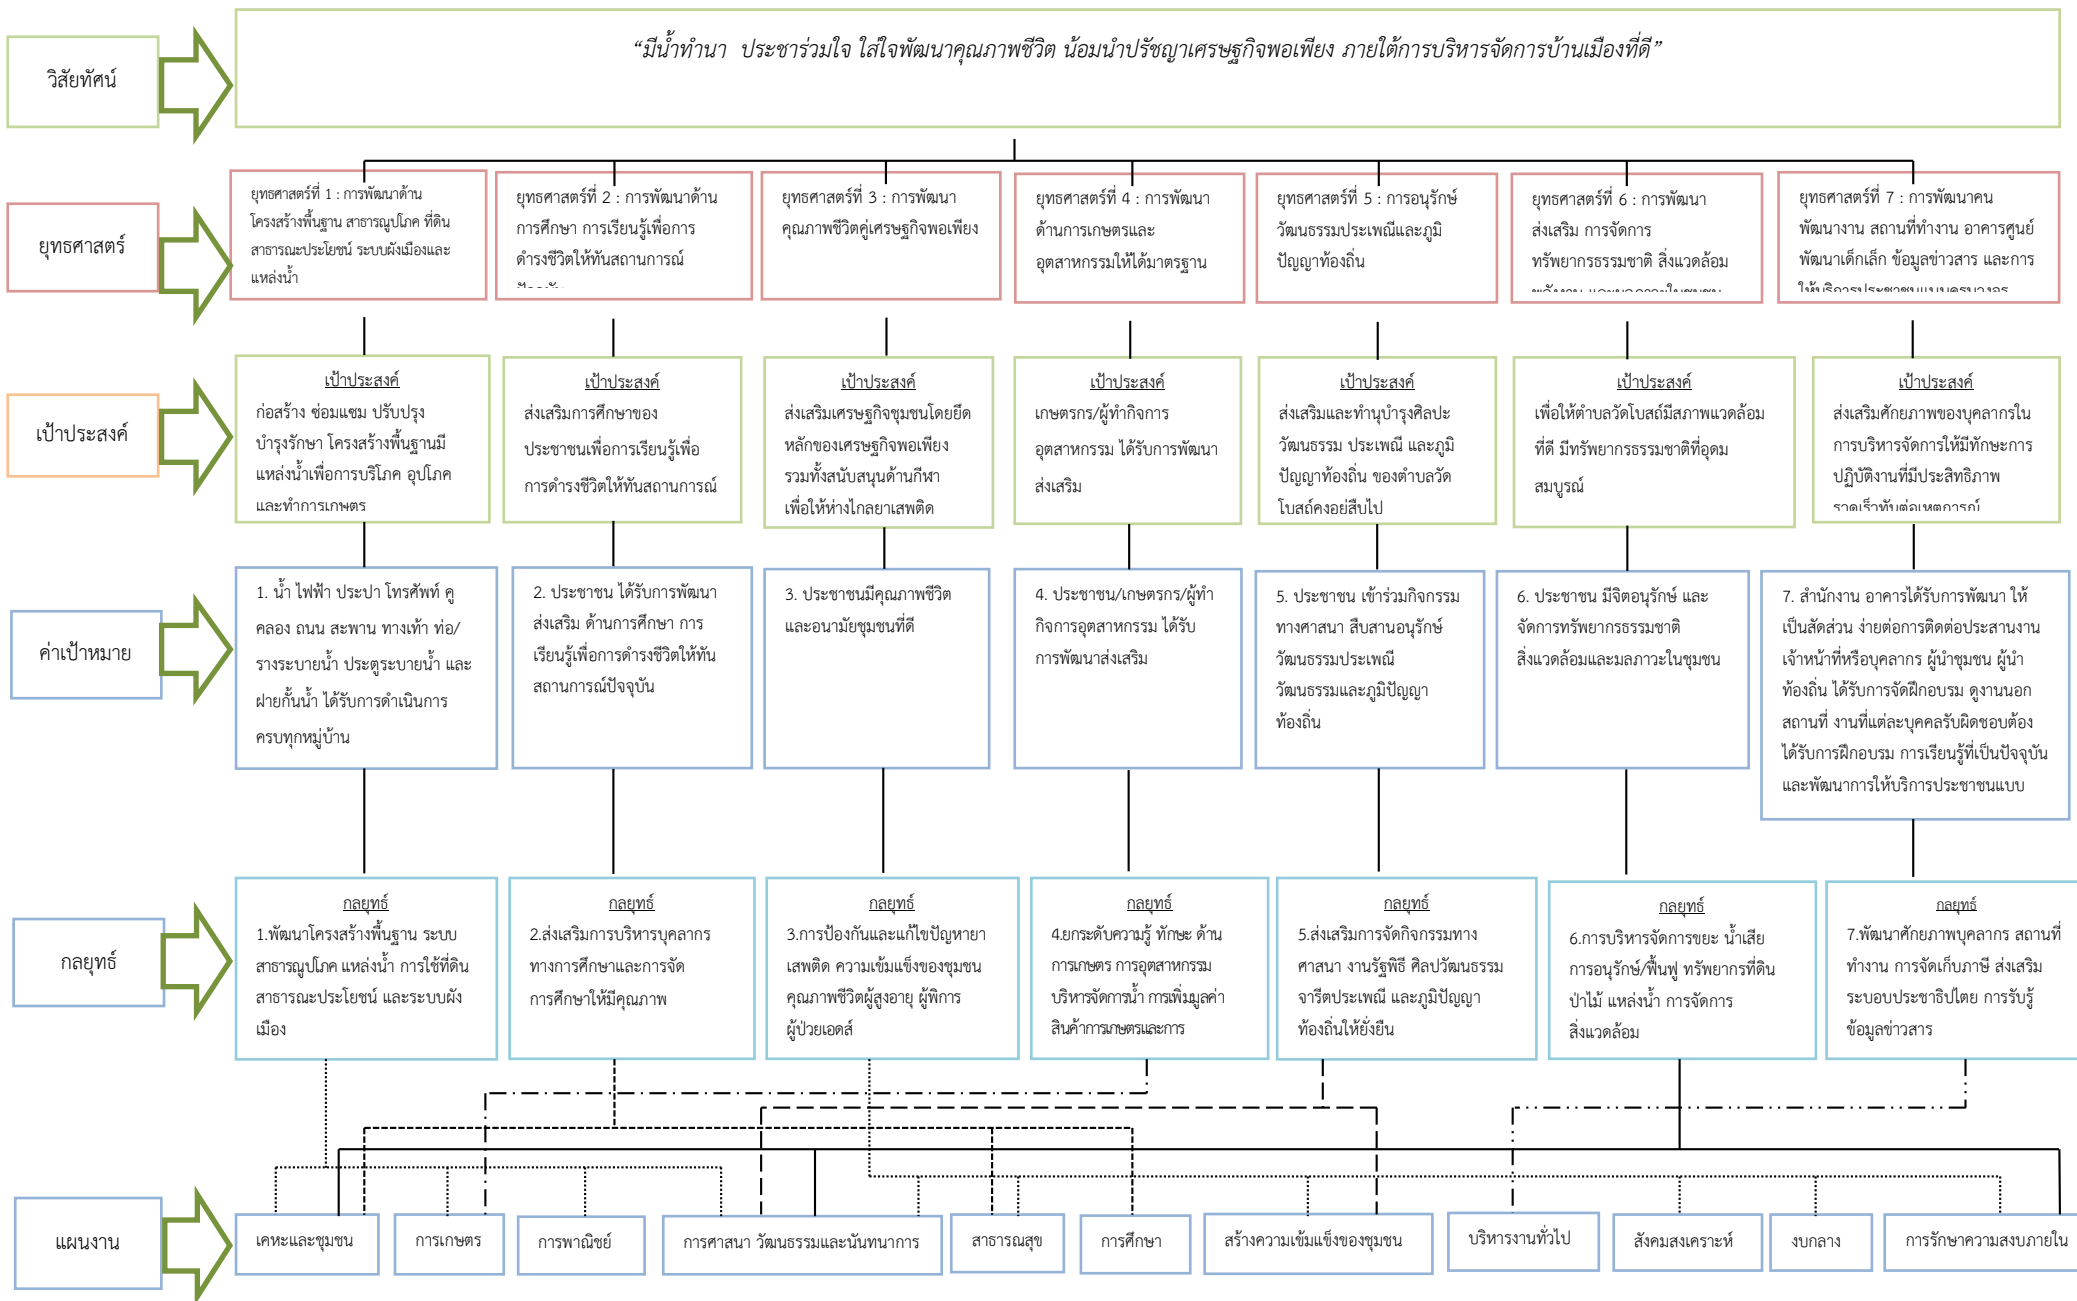 วิสัยทัศน์
“มีน้ำทำนา ประชาร่วมใจ ใส่ใจพัฒนาคุณภาพชีวิต น้อมนำปรัชญาเศรษฐกิจพอเพียง ภายใต้การบริหารจัดการบ้านเมืองที่ดี”
ยุทธศาสตร์
ยุทธศาสตร์ที่ 1 : การพัฒนาด้าน
โครงสร้างพื้นฐาน สาธารณูปโภค ที่ดิน
สาธารณะประโยชน์ ระบบผังเมืองและ
แหล่งน้ำ
ยุทธศาสตร์ที่ 2 : การพัฒนาด้าน
การศึกษา การเรียนรู้เพื่อการ
ดำรงชีวิตให้ทันสถานการณ์
ยุทธศาสตร์ที่ 3 : การพัฒนา
คุณภาพชีวิตคู่เศรษฐกิจพอเพียง
ยุทธศาสตร์ที่ 4 : การพัฒนา
ด้านการเกษตรและ
อุตสาหกรรมให้ได้มาตรฐาน
ยุทธศาสตร์ที่ 5 : การอนุรักษ์
วัฒนธรรมประเพณีและภูมิ
ปัญญาท้องถิ่น
ยุทธศาสตร์ที่ 6 : การพัฒนา
ส่งเสริม การจัดการ
ทรัพยากรธรรมชาติ สิ่งแวดล้อม
ยุทธศาสตร์ที่ 7 : การพัฒนาคน
พัฒนางาน สถานที่ทำงาน อาคารศูนย์
พัฒนาเด็กเล็ก ข้อมูลข่าวสาร และการ
ให้บริการประชาชนแบบครบวงจร
เป้าประสงค์
เป้าประสงค์
ก่อสร้าง ซ่อมแซม ปรับปรุง
บำรุงรักษา โครงสร้างพื้นฐานมี
แหล่งน้ำเพื่อการบริโภค อุปโภค
และทำการเกษตร
เป้าประสงค์
ส่งเสริมการศึกษาของ
ประชาชนเพื่อการเรียนรู้เพื่อ
การดำรงชีวิตให้ทันสถานการณ์
เป้าประสงค์
ส่งเสริมเศรษฐกิจชุมชนโดยยึด
หลักของเศรษฐกิจพอเพียง
รวมทั้งสนับสนุนด้านกีฬา
เพื่อให้ห่างไกลยาเสพติด
เป้าประสงค์
เกษตรกร/ผู้ทำกิจการ
อุตสาหกรรม ได้รับการพัฒนา
ส่งเสริม
เป้าประสงค์
ส่งเสริมและทำนุบำรุงศิลปะ
วัฒนธรรม ประเพณี และภูมิ
ปัญญาท้องถิ่น ของตำบลวัด
โบสถ์คงอยู่สืบไป
เป้าประสงค์
เพื่อให้ตำบลวัดโบสถ์มีสภาพแวดล้อม
ที่ดี มีทรัพยากรธรรมชาติที่อุดม
สมบูรณ์
เป้าประสงค์
ส่งเสริมศักยภาพของบุคลากรใน
การบริหารจัดการให้มีทักษะการ
ปฏิบัติงานที่มีประสิทธิภาพ
รวดเร็วทันต่อเหตุการณ์
ค่าเป้าหมาย
1. น้ำ ไฟฟ้า ประปา โทรศัพท์ คู
คลอง ถนน สะพาน ทางเท้า ท่อ/
รางระบายน้ำ ประตูระบายน้ำ และ
ฝายกั้นน้ำ ได้รับการดำเนินการ
ครบทุกหมู่บ้าน
2. ประชาชน ได้รับการพัฒนา
ส่งเสริม ด้านการศึกษา การ
เรียนรู้เพื่อการดำรงชีวิตให้ทัน
สถานการณ์ปัจจุบัน
3. ประชาชนมีคุณภาพชีวิต
และอนามัยชุมชนที่ดี
4. ประชาชน/เกษตรกร/ผู้ทำ
กิจการอุตสาหกรรม ได้รับ
การพัฒนาส่งเสริม
5. ประชาชน เข้าร่วมกิจกรรม
ทางศาสนา สืบสานอนุรักษ์
วัฒนธรรมประเพณี
วัฒนธรรมและภูมิปัญญา
ท้องถิ่น
6. ประชาชน มีจิตอนุรักษ์ และ
จัดการทรัพยากรธรรมชาติ
สิ่งแวดล้อมและมลภาวะในชุมชน
7. สำนักงาน อาคารได้รับการพัฒนา ให้
เป็นสัดส่วน ง่ายต่อการติดต่อประสานงาน
เจ้าหน้าที่หรือบุคลากร ผู้นำชุมชน ผู้นำ
ท้องถิ่น ได้รับการจัดฝึกอบรม ดูงานนอก
สถานที่ งานที่แต่ละบุคคลรับผิดชอบต้อง
ได้รับการฝึกอบรม การเรียนรู้ที่เป็นปัจจุบัน
และพัฒนาการให้บริการประชาชนแบบ
กลยุทธ์
กลยุทธ์
1.พัฒนาโครงสร้างพื้นฐาน ระบบ
สาธารณูปโภค แหล่งน้ำ การใช้ที่ดิน
สาธารณะประโยชน์ และระบบผัง
เมือง
กลยุทธ์
2.ส่งเสริมการบริหารบุคลากร
ทางการศึกษาและการจัด
การศึกษาให้มีคุณภาพ
กลยุทธ์
3.การป้องกันและแก้ไขปัญหายา
เสพติด ความเข้มแข็งของชุมชน
คุณภาพชีวิตผู้สูงอายุ ผู้พิการ
ผู้ป่วยเอดส์
กลยุทธ์
4.ยกระดับความรู้ ทักษะ ด้าน
การเกษตร การอุตสาหกรรม
บริหารจัดการน้ำ การเพิ่มมูลค่า
สินค้าการเกษตรและการ
กลยุทธ์
5.ส่งเสริมการจัดกิจกรรมทาง
ศาสนา งานรัฐพิธี ศิลปวัฒนธรรม
จารีตประเพณี และภูมิปัญญา
ท้องถิ่นให้ยั่งยืน
กลยุทธ์
6.การบริหารจัดการขยะ น้ำเสีย
การอนุรักษ์/ฟื้นฟู ทรัพยากรที่ดิน
ป่าไม้ แหล่งน้ำ การจัดการ
สิ่งแวดล้อม
กลยุทธ์
7.พัฒนาศักยภาพบุคลากร สถานที่
ทำงาน การจัดเก็บภาษี ส่งเสริม
ระบอบประชาธิปไตย การรับรู้
ข้อมูลข่าวสาร
แผนงาน
เคหะและชุมชน
การเกษตร
การพาณิชย์
การศาสนา วัฒนธรรมและนันทนาการ
สาธารณสุข
การศึกษา
สร้างความเข้มแข็งของชุมชน
บริหารงานทั่วไป
สังคมสงเคราะห์
งบกลาง
การรักษาความสงบภายใน